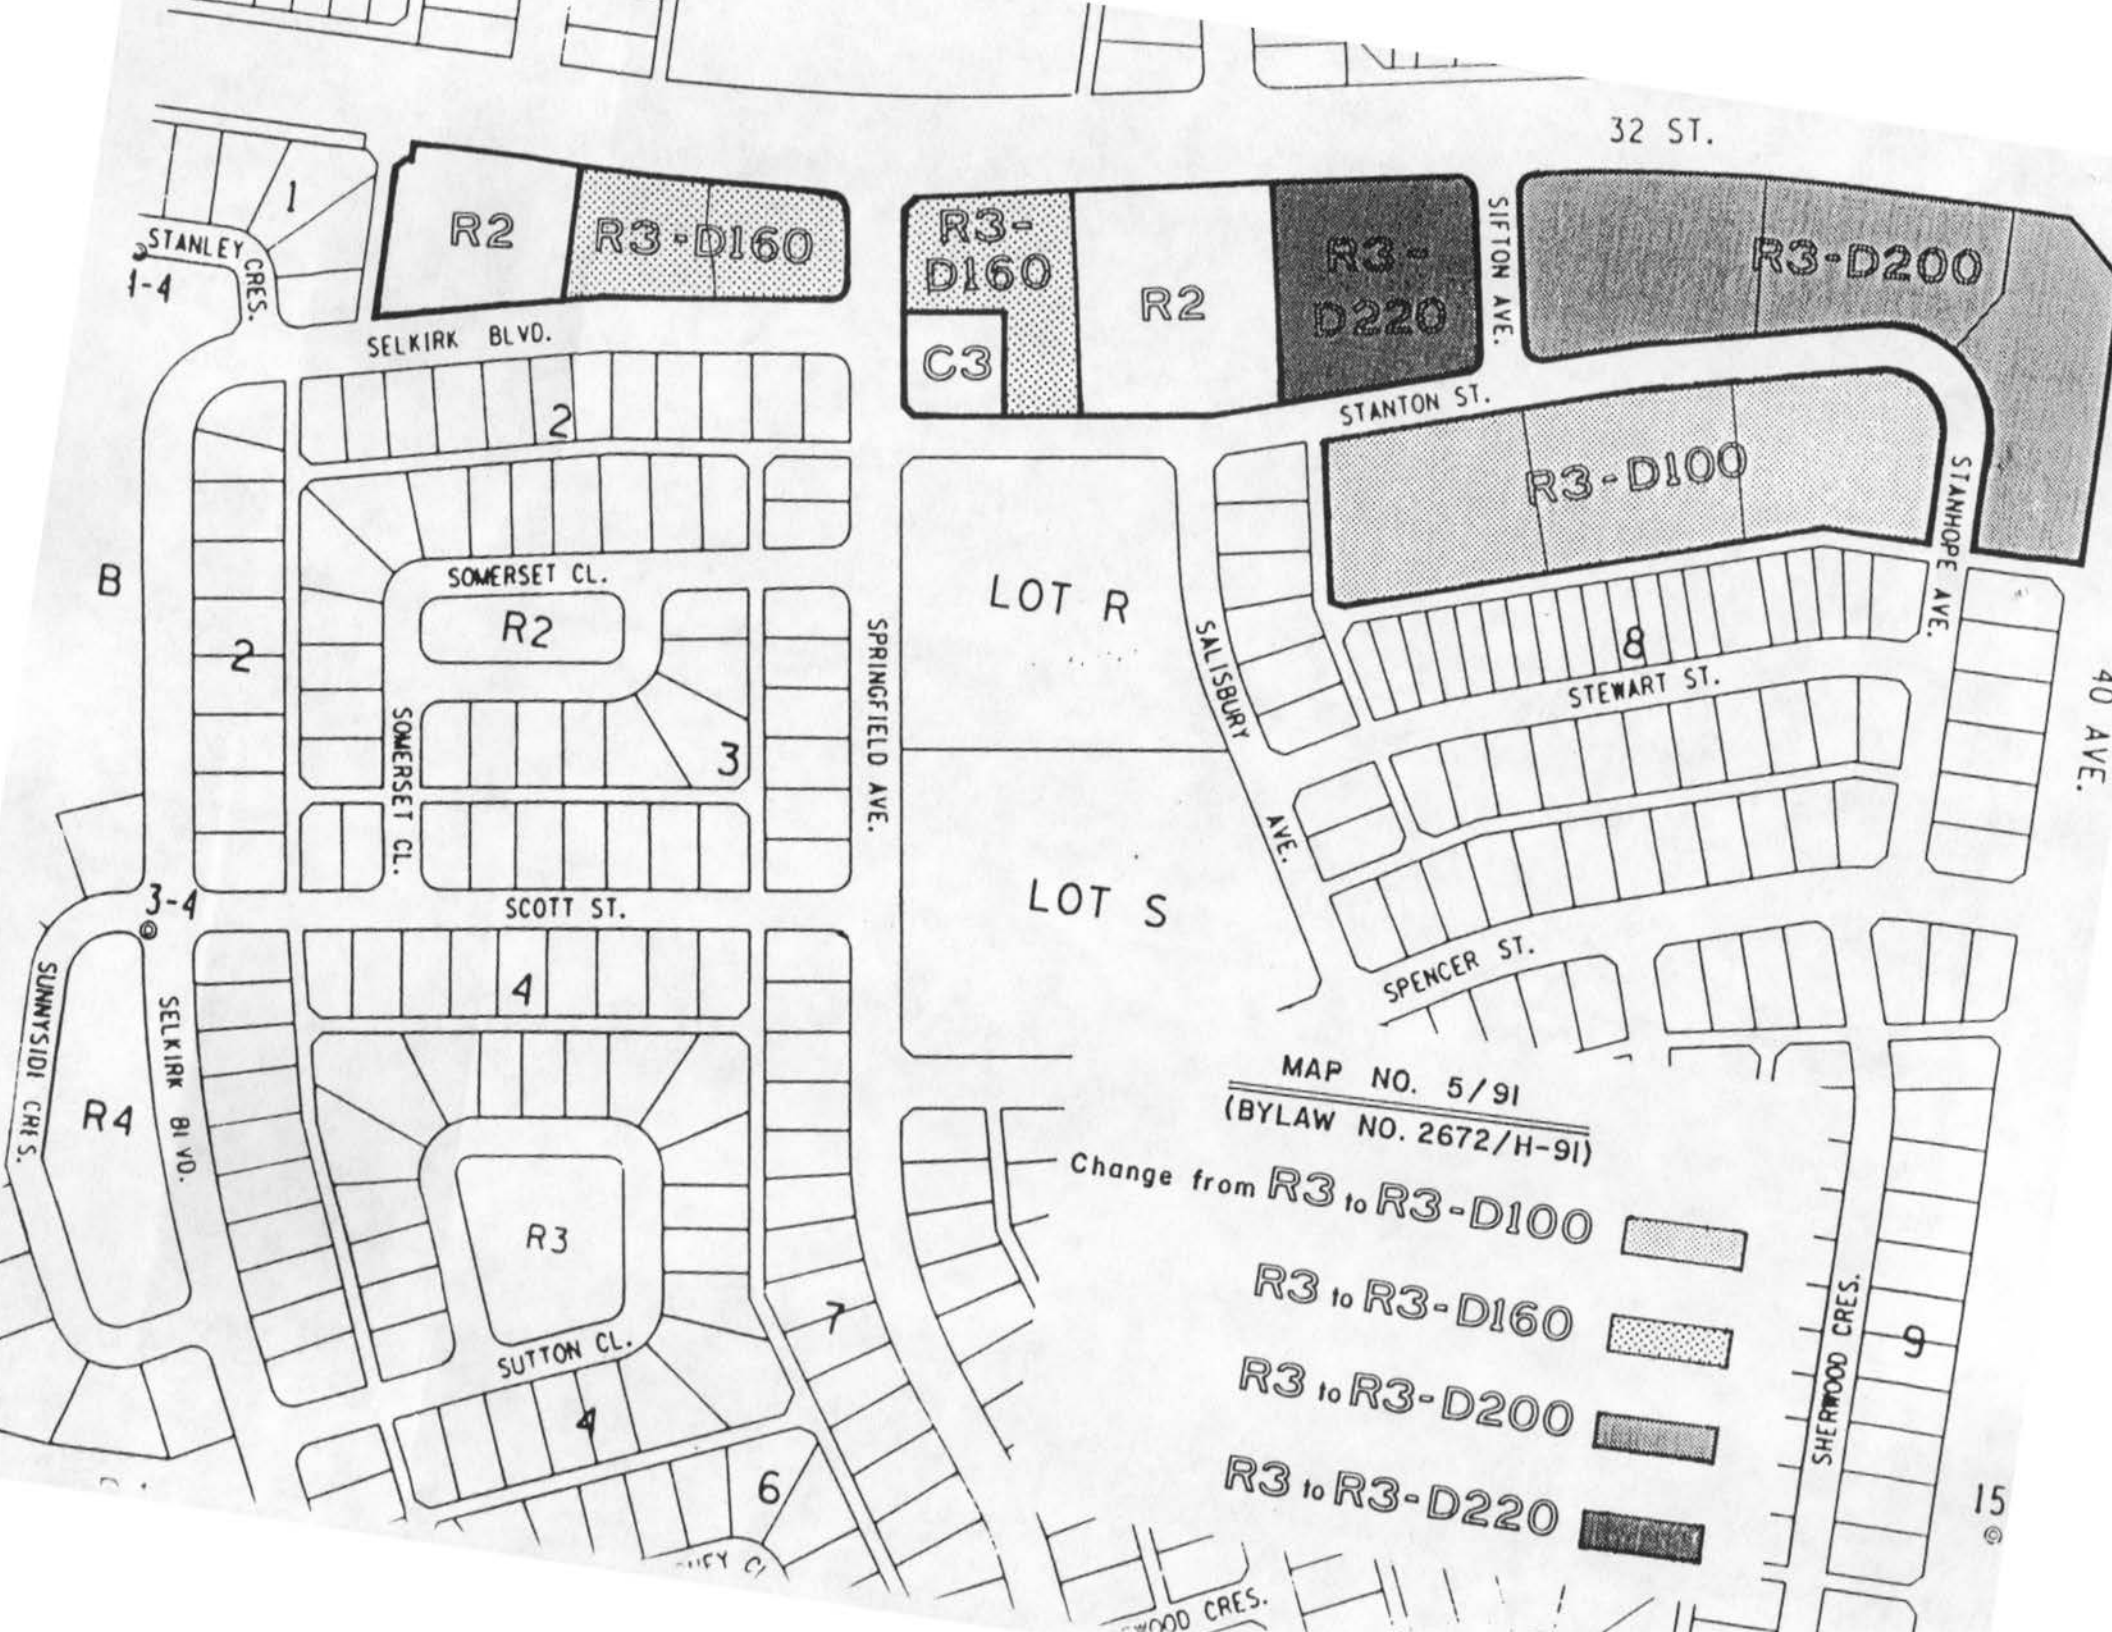 32 ST.
1
STANLEY
CRES.
1-4
R2
R3-D160
R3-
D160
C3
R2
R3-
D220
SIFTON AVE.
R3-D200
SELKIRK BLVD.
2
STANTON ST.
R3-D100
STANHOPE AVE.
B
2
SOMERSET CL.
R2
SOMERSET CL.
3
SPRINGFIELD AVE.
LOT R
SALISBURY
AVE.
8
STEWART ST.
40 AVE.
LOT S
3-4
SCOTT ST.
SPENCER ST.
4
SELKIRK
R4
R3
SUTTON CL.
4
7
6
MAP NO. 5/91
(BYLAW NO. 2672/H-91)
Change from R3 to R3-D100
R3 to R3-D160
R3 to R3-D200
R3 to R3-D220
SHERWOOD CRES.
9
15
CRES.